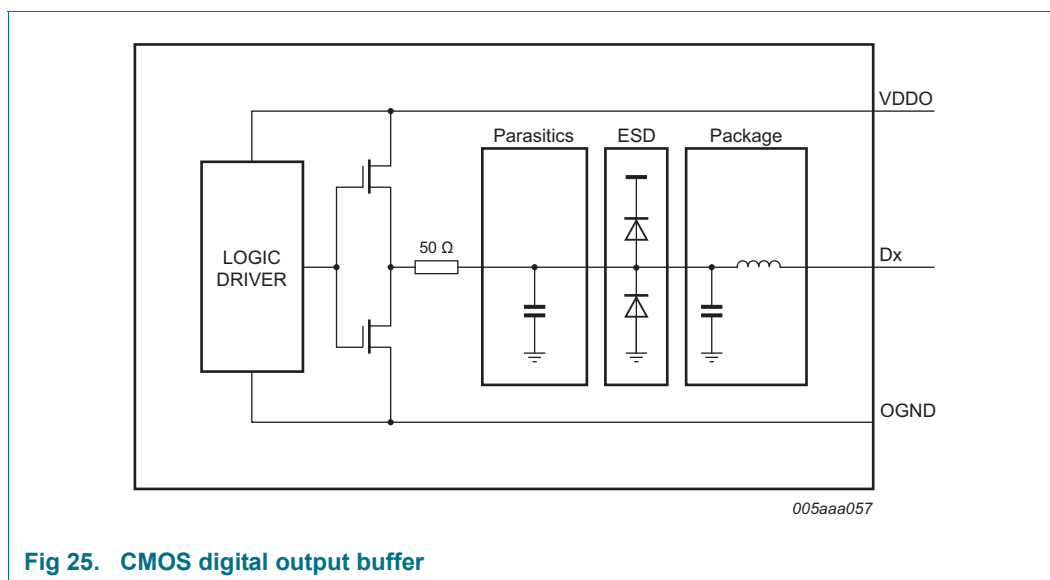 VDDO
Parasitics ESD Package
50 Ω
LOGIC
DRIVER
Dx
OGND
005aaa057
Fig 25. CMOS digital output buffer